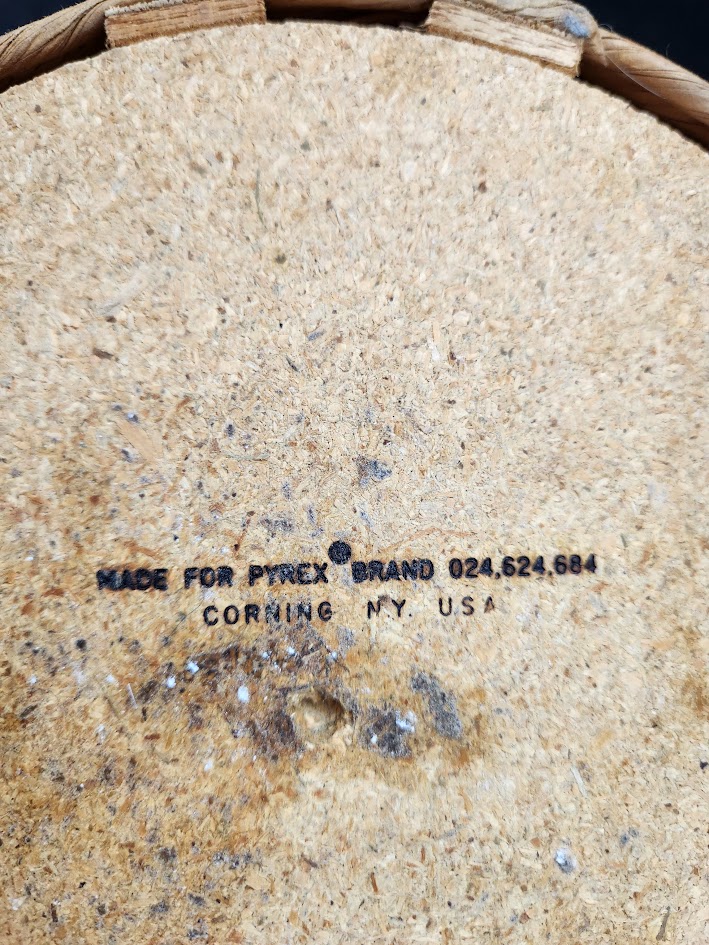 MADE FOR PYREX BRAND 024,624,684
CORNING N.Y. USA